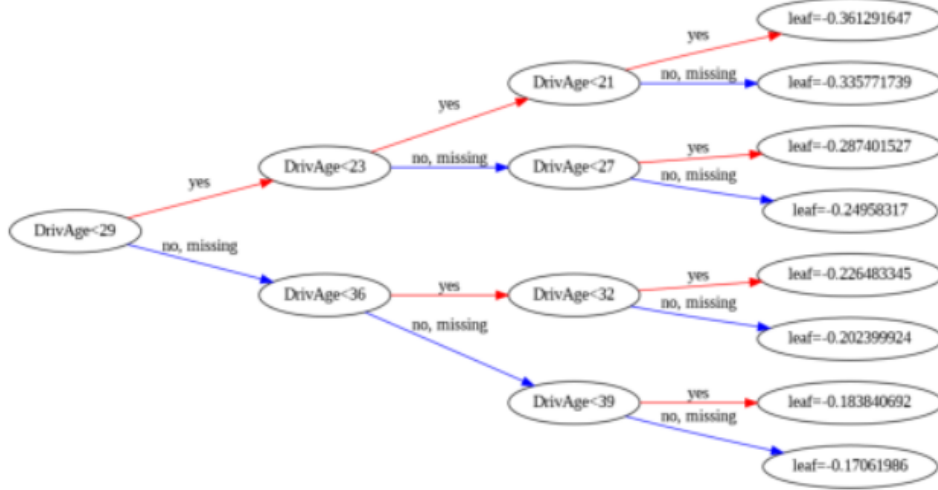 leaf=-0.361291647
yes
DrivAge<21
no, missing
leaf=-0.335771739
yes
DrivAge<23
no, missing
DrivAge<27
yes
leaf=-0.287401527
no, missing
leaf=-0.24958317
yes
DrivAge<29
no, missing
DrivAge<36
yes
DrivAge<32
yes
leaf=-0.226483345
no, missing
leaf=-0.202399924
no, missing
DrivAge<39
yes
leaf=-0.183840692
no, missing
leaf=-0.17061986